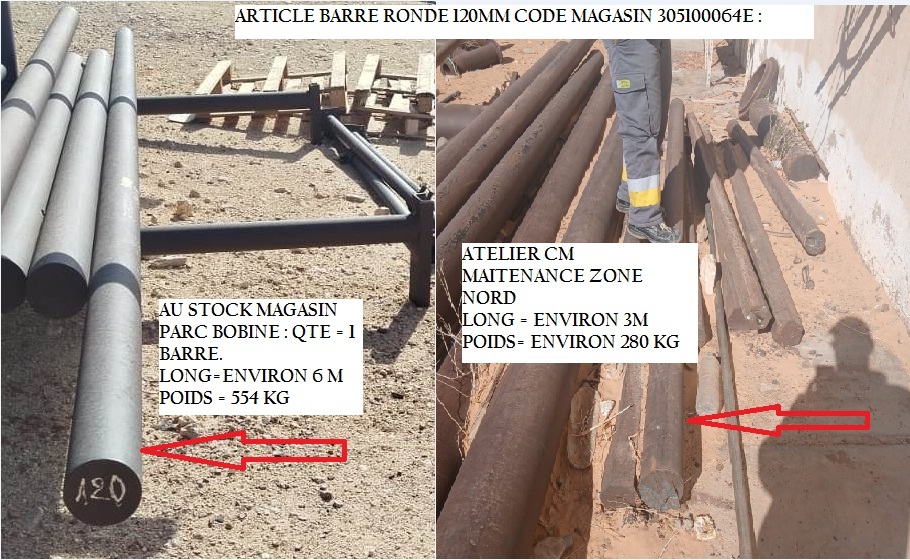 ARTICLE BARRE RONDE 120MM CODE MAGASIN 305100064E :
AU STOCK MAGASIN
PARC BOBINE : QTE = 1
BARRE.
LONG=ENVIRON 6 M
POIDS = 554 KG
120
ATELIER CM
MAITENANCE ZONE
NORD
LONG = ENVIRON 3M
POIDS= ENVIRON 280 KG